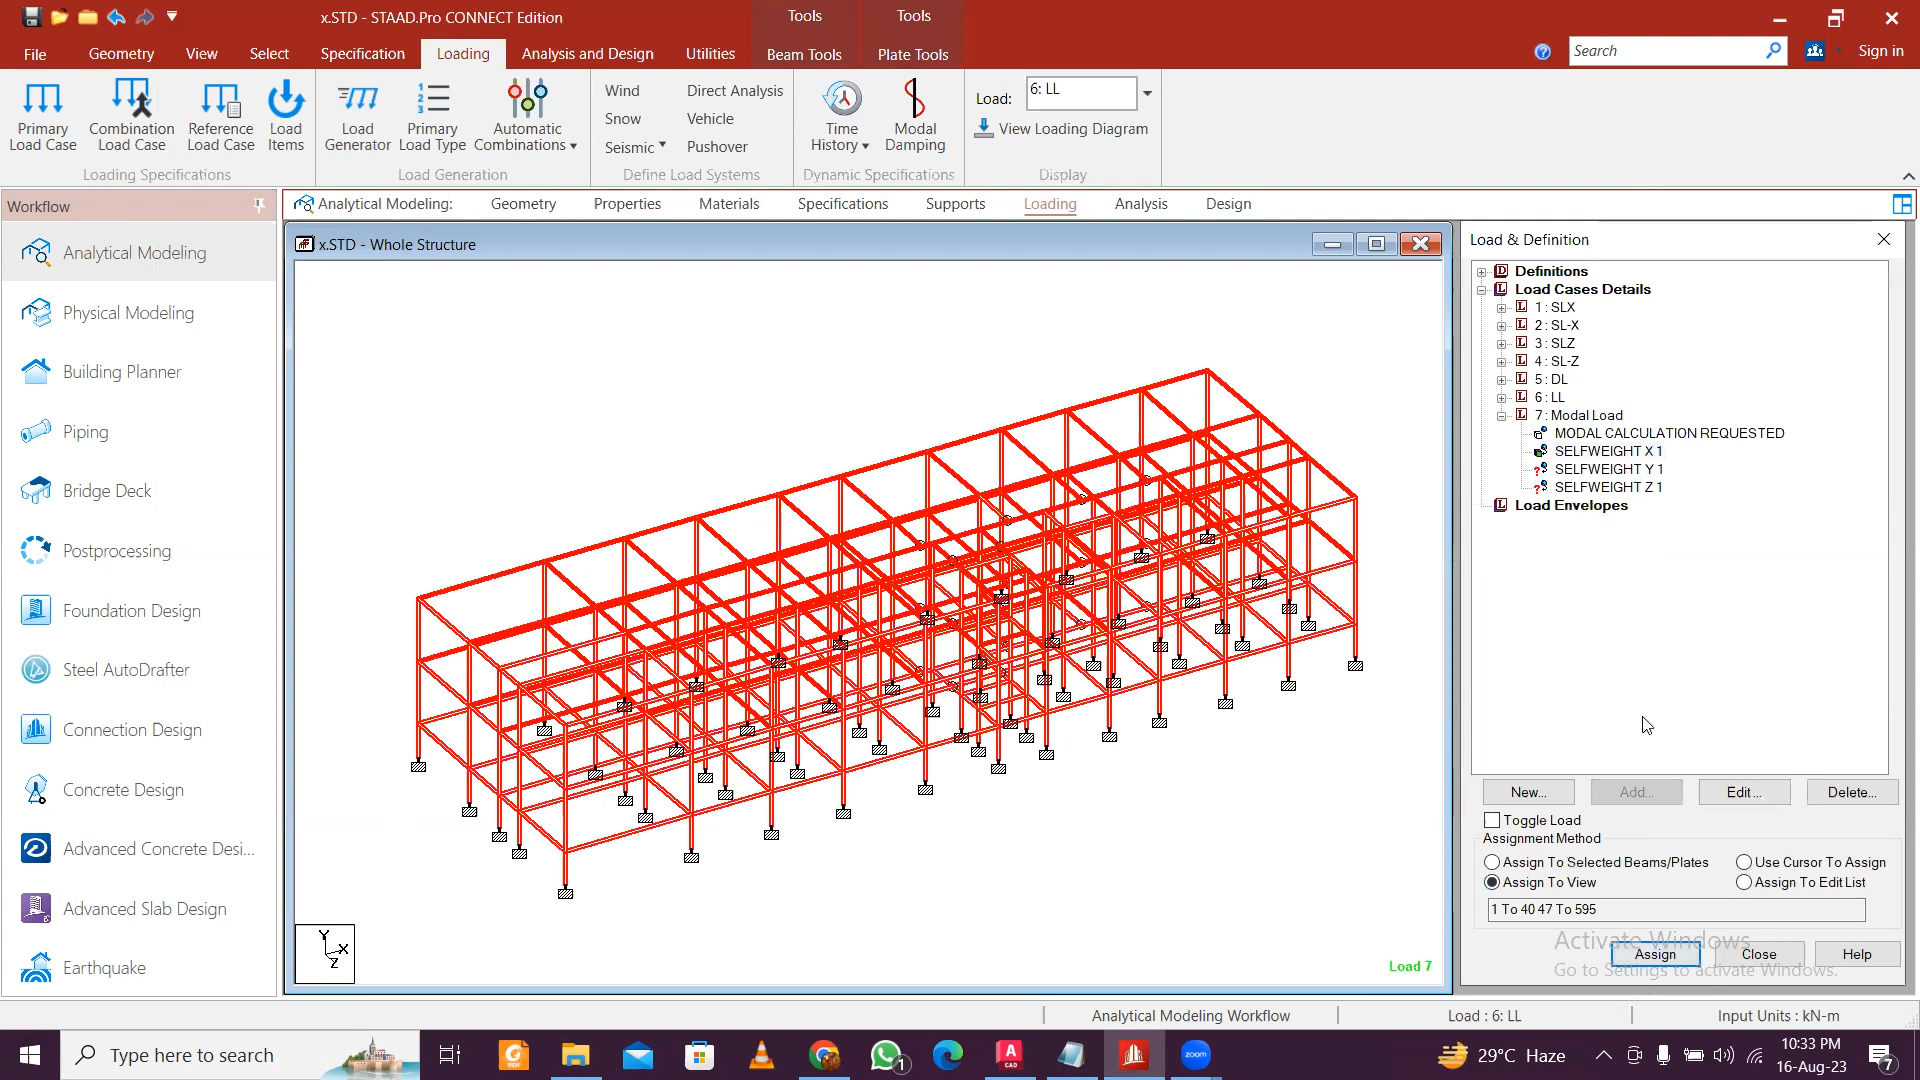 x.STD - STAAD.Pro CONNECT Edition
Tools
Tools
File
Geometry
View
Select
Specification
Loading
Analysis and Design
Utilities
Beam Tools
Plate Tools
Search
Sign in
Primary Load Case
Combination Load Case
Reference Load Case
Load Items
Loading Specifications
Load Generator
Primary Load Type
Automatic Combinations
Load Generation
Wind
Snow
Seismic
Direct Analysis
Vehicle
Pushover
Define Load Systems
Time History
Modal Damping
Dynamic Specifications
Load:
6: LL
View Loading Diagram
Display
Workflow
Analytical Modeling
Physical Modeling
Building Planner
Piping
Bridge Deck
Postprocessing
Foundation Design
Steel AutoDrafter
Connection Design
Concrete Design
Advanced Concrete Desi...
Advanced Slab Design
Earthquake
Analytical Modeling:
Geometry
Properties
Materials
Specifications
Supports
Loading
Analysis
Design
x.STD - Whole Structure
Y
X
Z
Load 7
Load & Definition
D Definitions
L Load Cases Details
L 1 : SLX
L 2 : SL-X
L 3 : SLZ
L 4 : SL-Z
L 5 : DL
L 6 : LL
L 7 : Modal Load
MODAL CALCULATION REQUESTED
SELFWEIGHT X 1
? SELFWEIGHT Y 1
? SELFWEIGHT Z 1
L Load Envelopes
New...
Add...
Edit...
Delete...
Toggle Load
Assignment Method
Assign To Selected Beams/Plates
Use Cursor To Assign
Assign To View
Assign To Edit List
1 To 40 47 To 595
Activate Windows
Go to Settings to activate Windows.
Assign
Close
Help
Analytical Modeling Workflow
Load : 6: LL
Input Units : kN-m
Type here to search
PDF
1
A
CAD
zoom
29°C Haze
10:33 PM
16-Aug-23
7